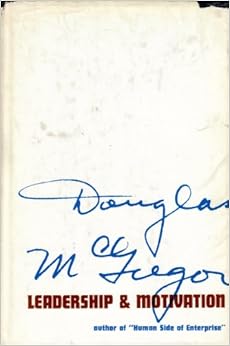 Douglas
McGregor
LEADERSHIP & MOTIVATION
author of "Human Side of Enterprise"